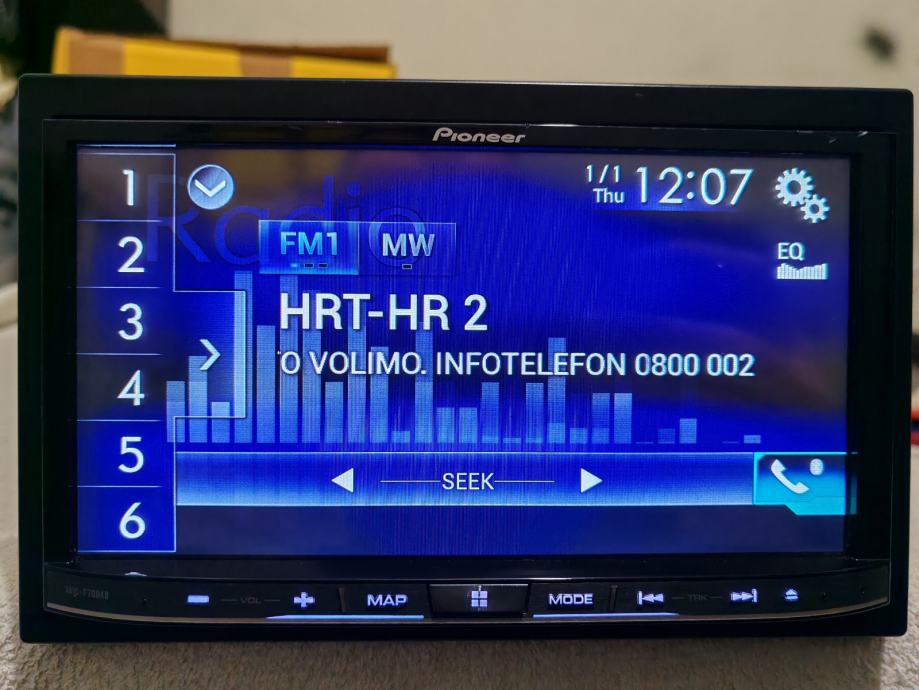 Pioneer
Radio
1/1
Thu
12:07
FM1
MW
EQ
1
2
3
4
5
6
HRT-HR 2
O VOLIMO. INFOTELEFON 0800 002
SEEK
VOL
MAP
MODE
TRK